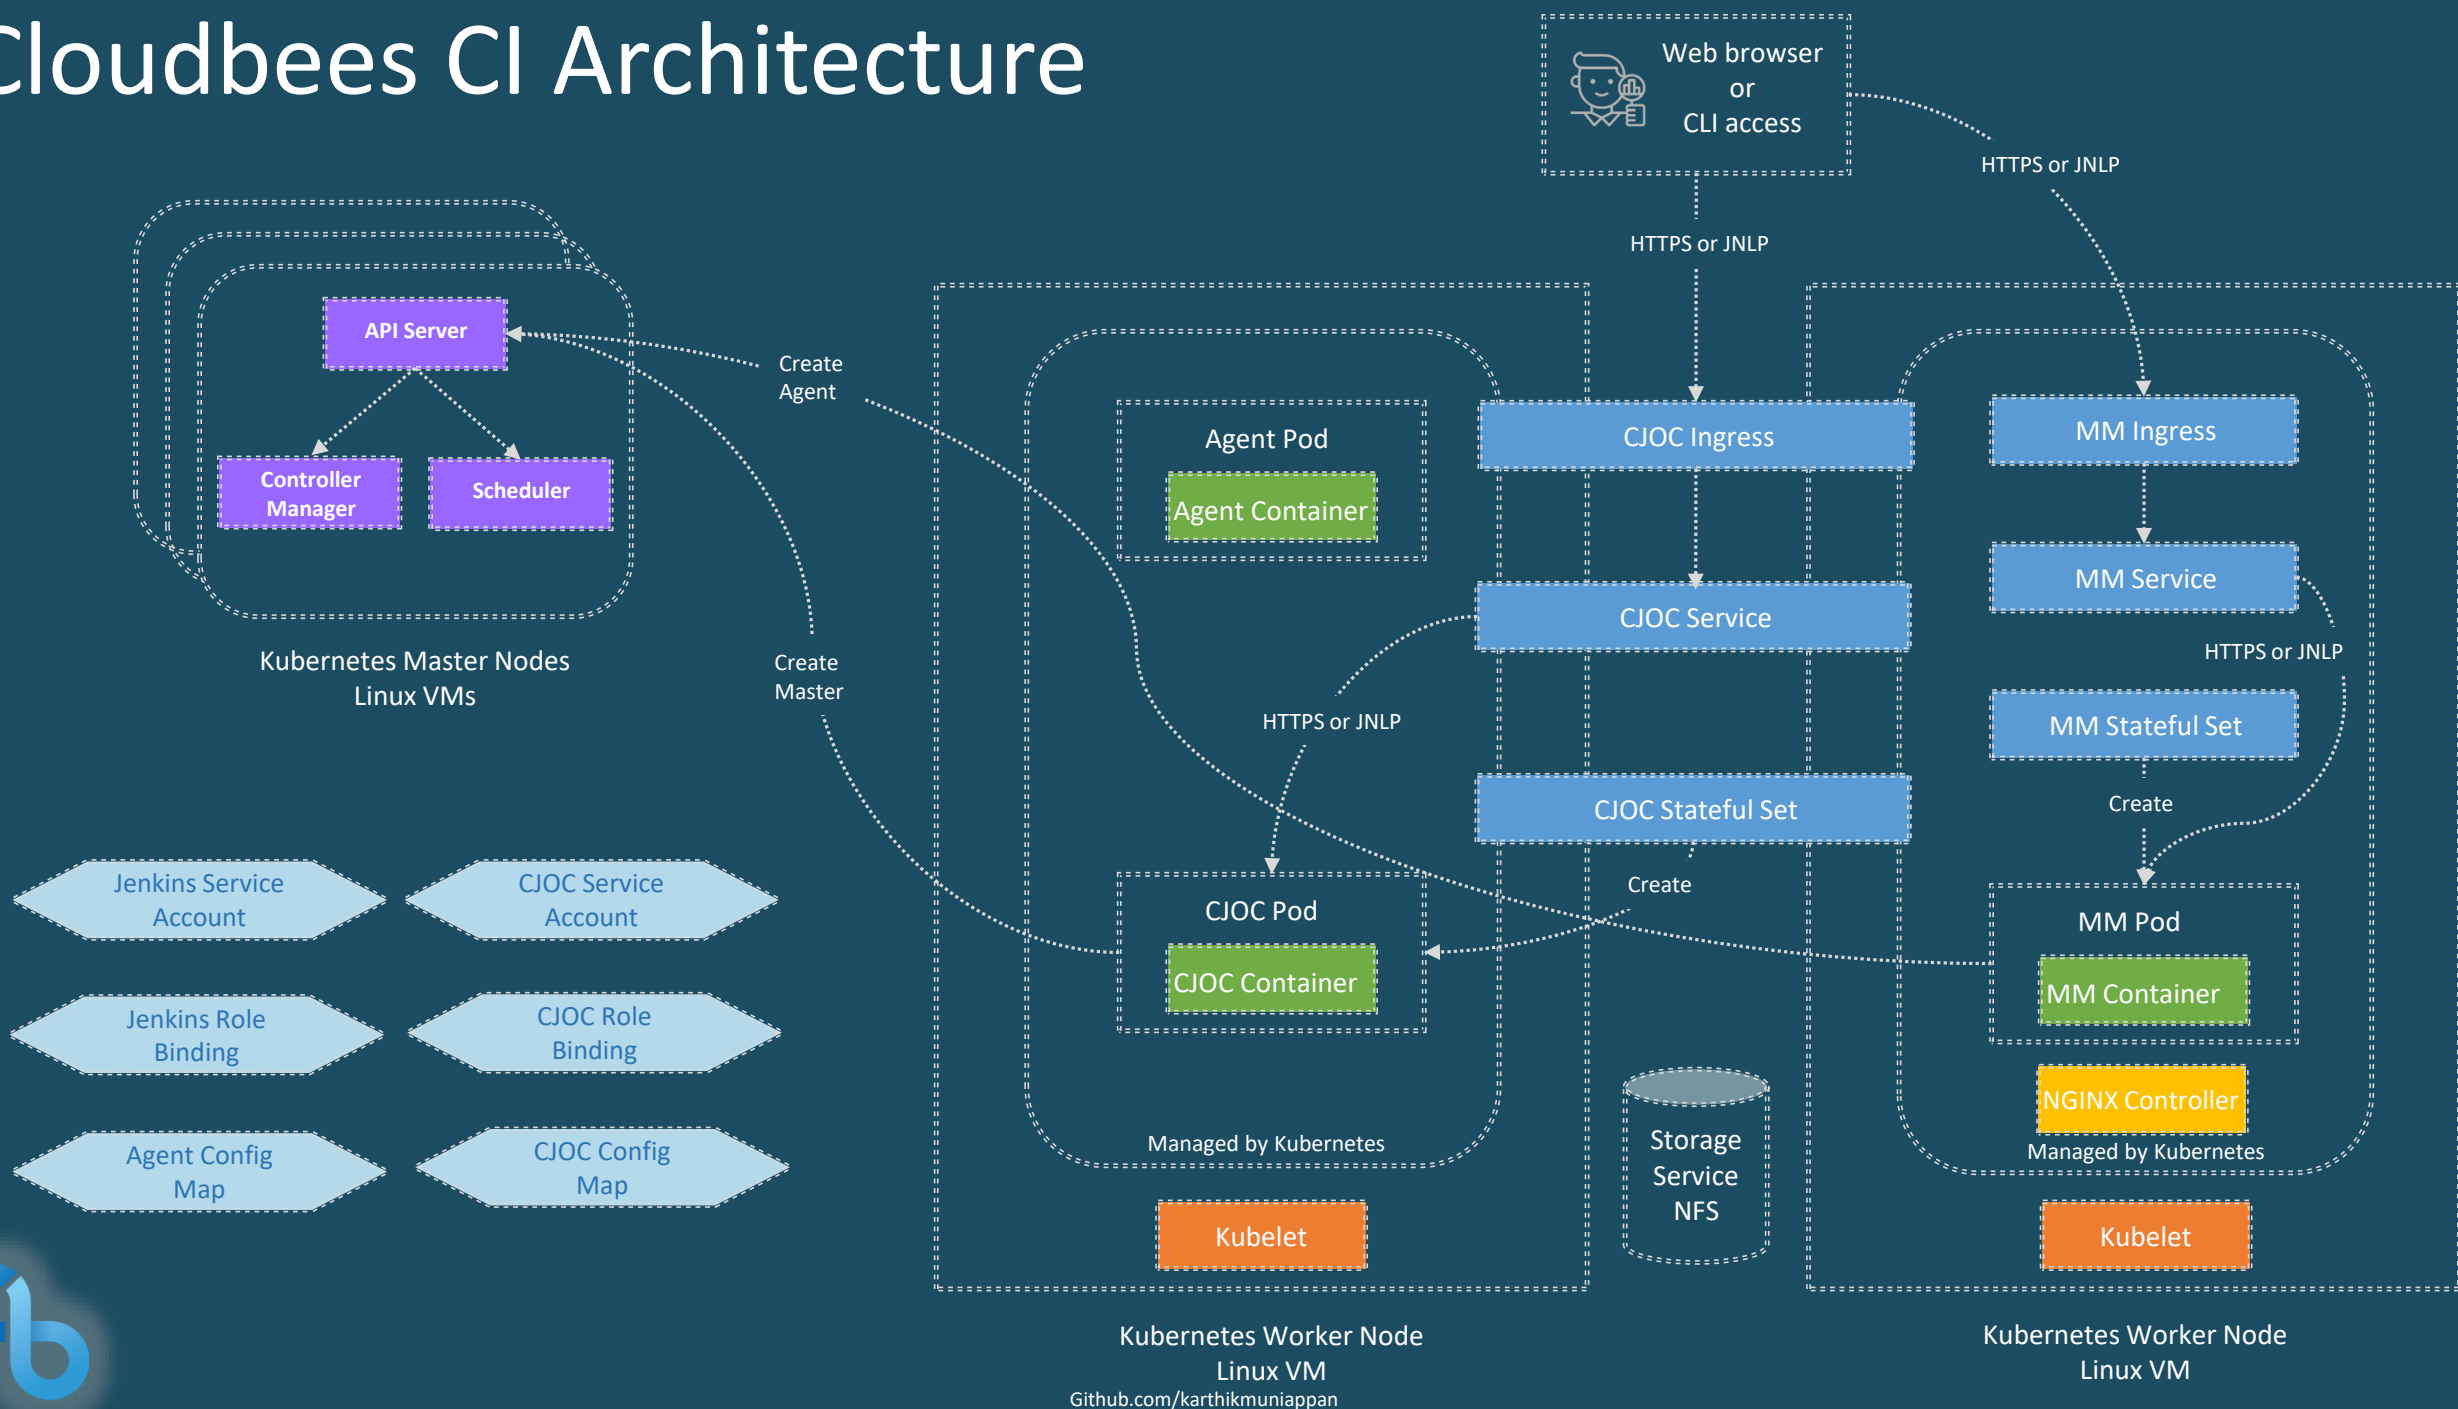 Cloudbees CI Architecture
Web browser
or
CLI access
HTTPS or JNLP
HTTPS or JNLP
API Server
Controller
Manager
Scheduler
Kubernetes Master Nodes
Linux VMs
Create
Agent
Create
Master
Agent Pod
Agent Container
CJOC Ingress
MM Ingress
CJOC Service
MM Service
HTTPS or JNLP
HTTPS or JNLP
MM Stateful Set
CJOC Stateful Set
Create
Create
CJOC Pod
CJOC Container
MM Pod
MM Container
NGINX Controller
Managed by Kubernetes
Managed by Kubernetes
Storage
Service
NFS
Kubelet
Kubelet
Jenkins Service
Account
CJOC Service
Account
Jenkins Role
Binding
CJOC Role
Binding
Agent Config
Map
CJOC Config
Map
Kubernetes Worker Node
Linux VM
Kubernetes Worker Node
Linux VM
Github.com/karthikmuniappan